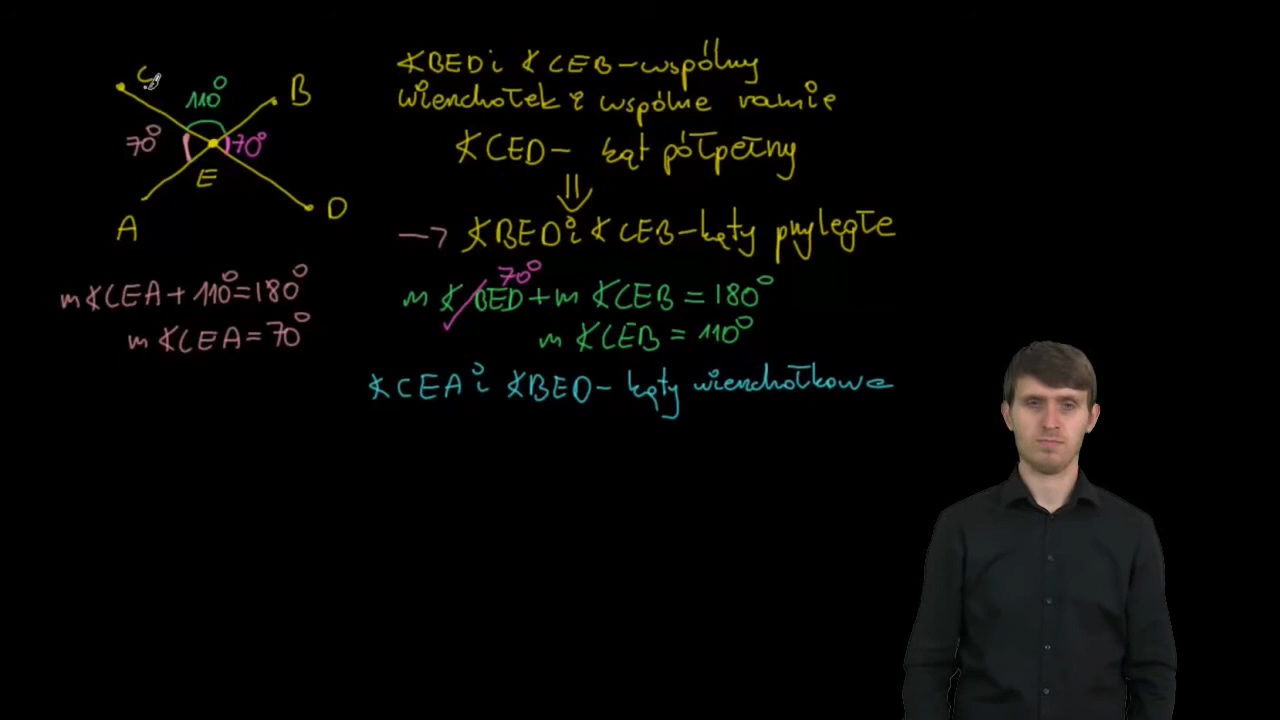 C
110°
B
70°
70°
E
A
D
∢BED i ∢CEB – wspólny
wierzchołek i wspólne ramię
∢CED – kąt półpełny
⇓
→ ∢BED i ∢CEB – kąty przyległe
70°
m∢BED + m∢CEB = 180°
m∢CEB = 110°
m∢CEA + 110° = 180°
m∢CEA = 70°
∢CEA i ∢BED – kąty wierzchołkowe